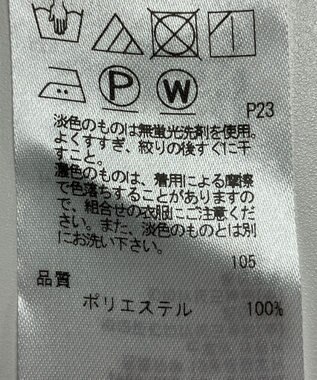 P W
P23
淡色のものは無蛍光洗剤を使用。
よくすすぎ、絞りの後すぐに干
すこと。
濃色のものは、着用による摩擦
で色落ちすることがありますの
で、組合せの衣服にご注意くだ
さい。また、淡色のものとは別
にお洗い下さい。
105
品質
ポリエステル 100%